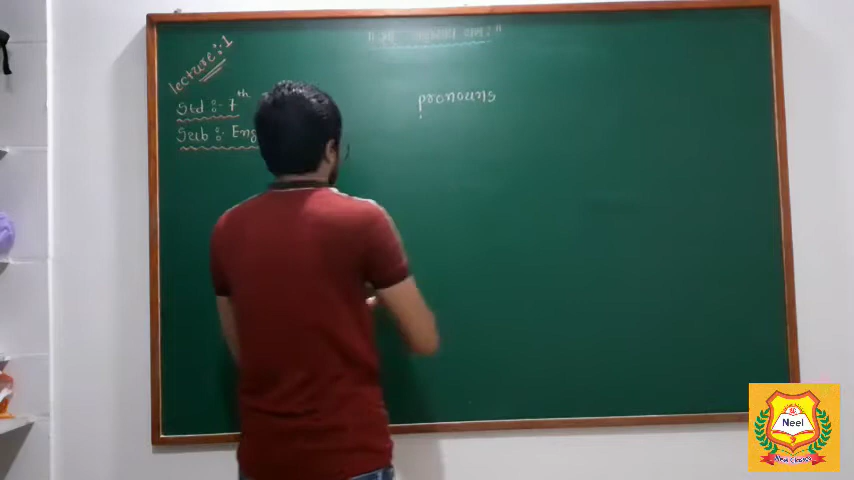 lecture :- 1
Std :- 7th
Sub :- Eng
pronouns
Neel